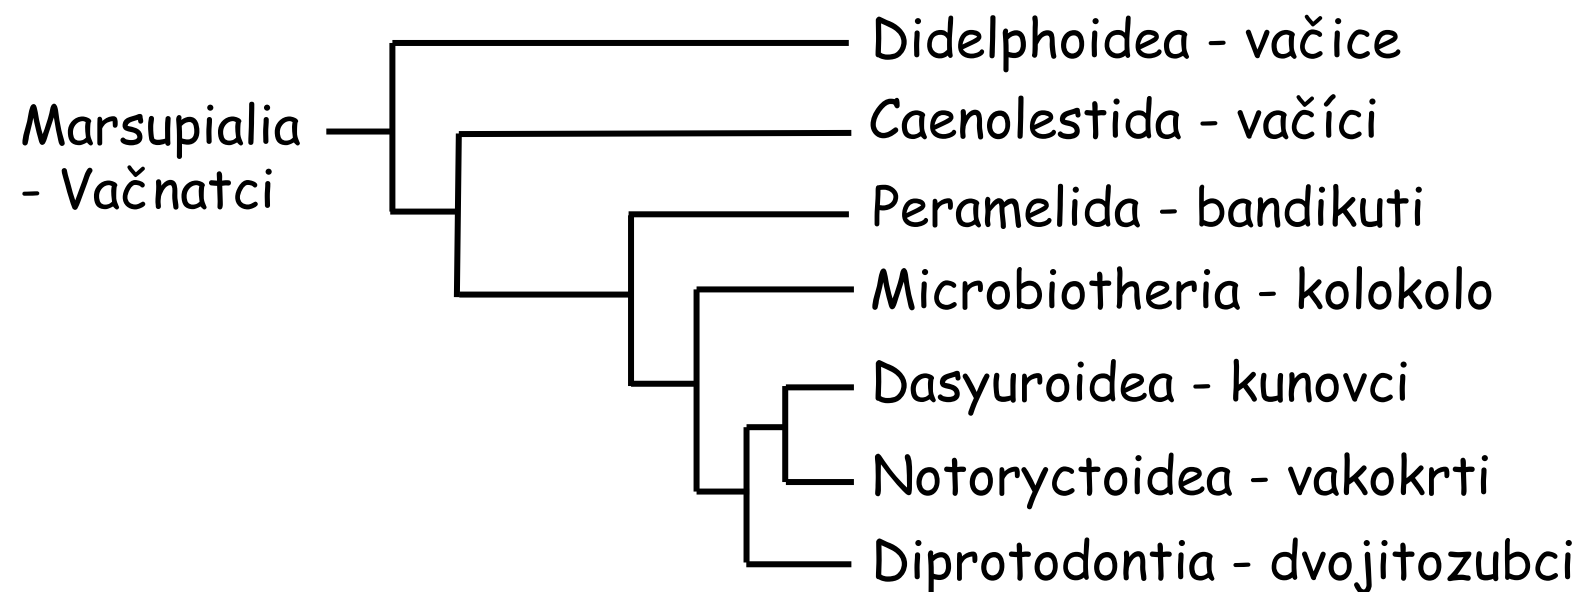 Didelphoidea - vačice
Marsupialia
- Vačnatci
Caenolestida - vačíci
Peramelida - bandikuti
Microbiotheria - kolokolo
Dasyuroidea - kunovci
Notoryctoidea - vakokrti
Diprotodontia - dvojitozubci